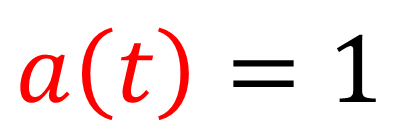 a(t) = 1